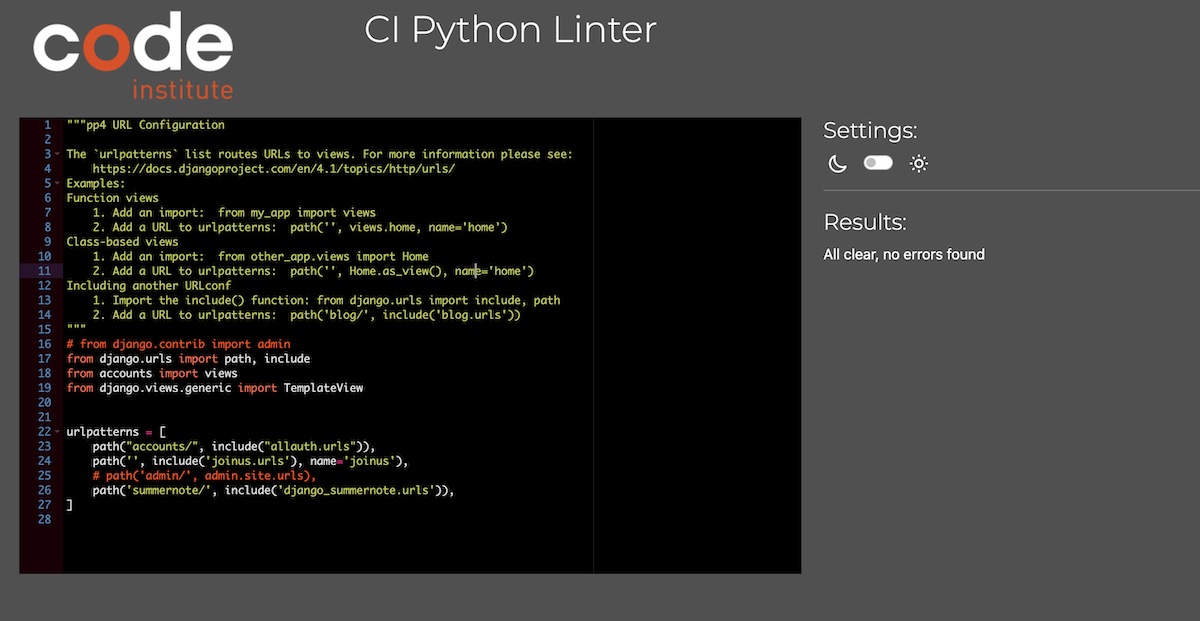 code
institute
CI Python Linter
1 """pp4 URL Configuration
2
3 The `urlpatterns` list routes URLs to views. For more information please see:
4     https://docs.djangoproject.com/en/4.1/topics/http/urls/
5 Examples:
6 Function views
7     1. Add an import:  from my_app import views
8     2. Add a URL to urlpatterns:  path('', views.home, name='home')
9 Class-based views
10     1. Add an import:  from other_app.views import Home
11     2. Add a URL to urlpatterns:  path('', Home.as_view(), name='home')
12 Including another URLconf
13     1. Import the include() function: from django.urls import include, path
14     2. Add a URL to urlpatterns:  path('blog/', include('blog.urls'))
15 """
16 # from django.contrib import admin
17 from django.urls import path, include
18 from accounts import views
19 from django.views.generic import TemplateView
20
21
22 urlpatterns = [
23     path("accounts/", include("allauth.urls")),
24     path('', include('joinus.urls'), name='joinus'),
25     # path('admin/', admin.site.urls),
26     path('summernote/', include('django_summernote.urls')),
27 ]
28
Settings:
Results:
All clear, no errors found